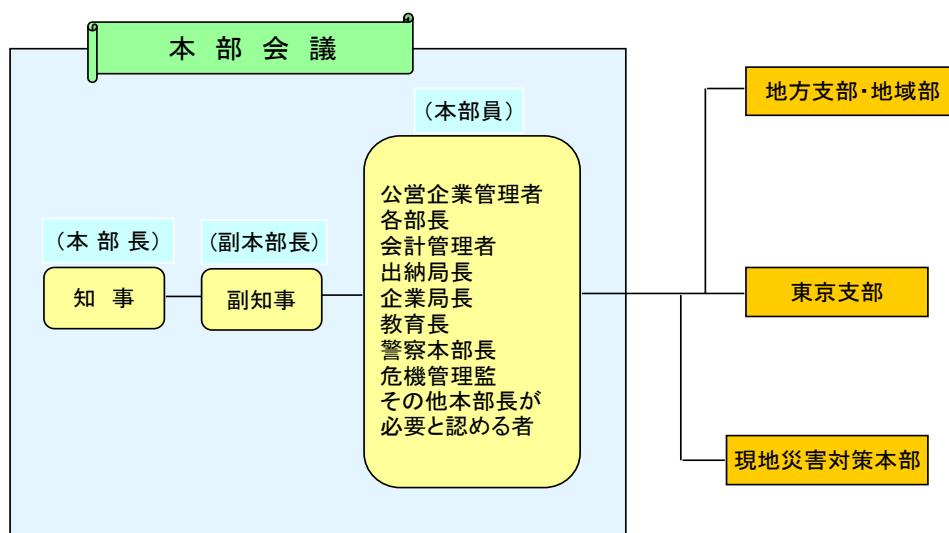 本 部 会 議
（本部員）
（本 部 長）
（副本部長）
知 事
副知事
公営企業管理者
各部長
会計管理者
出納局長
企業局長
教育長
警察本部長
危機管理監
その他本部長が
必要と認める者
地方支部・地域部
東京支部
現地災害対策本部